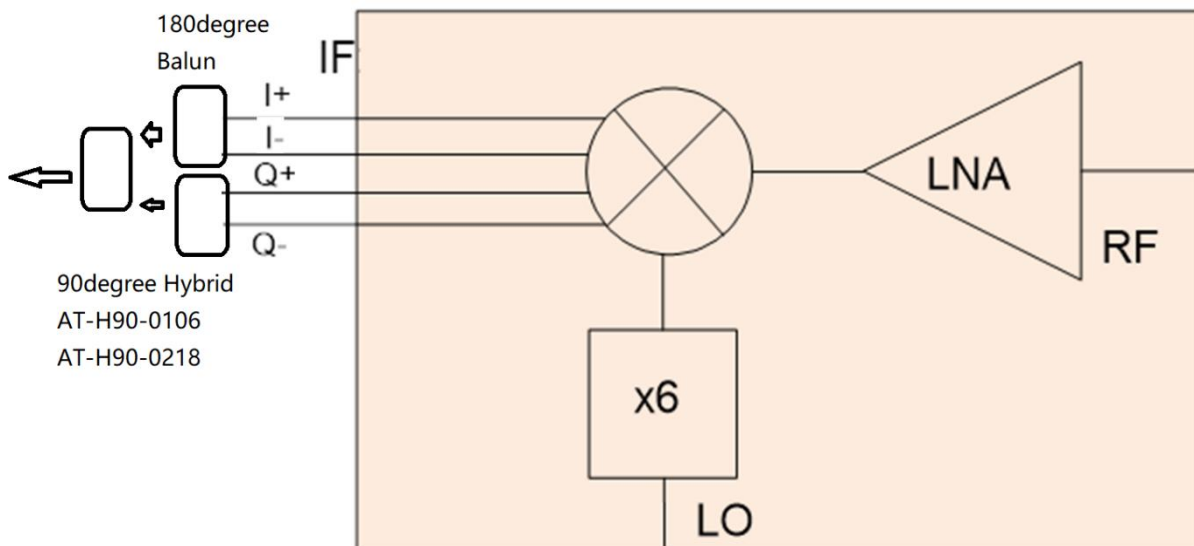 180degree
Balun
IF
I+
I-
Q+
Q-
LNA
RF
90degree Hybrid
AT-H90-0106
AT-H90-0218
x6
LO